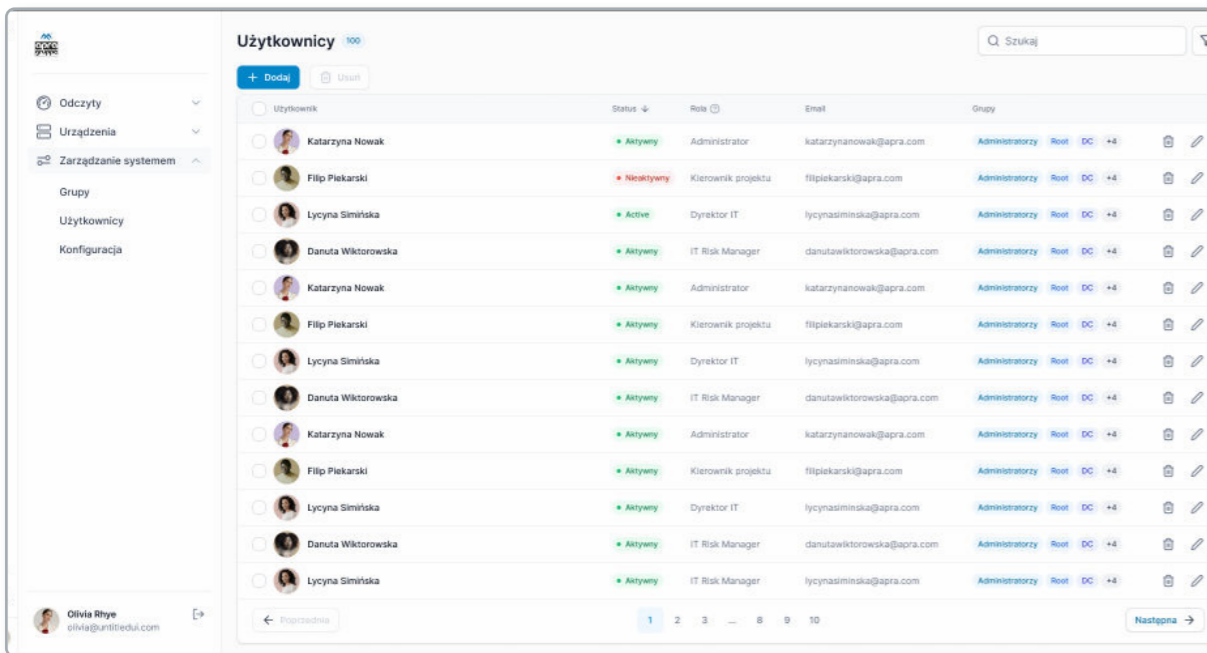 apra
grupa
Użytkownicy 100
Szukaj
+ Dodaj
Usuń
Odczyty
Urządzenia
Zarządzanie systemem
Grupy
Użytkownicy
Konfiguracja
Użytkownik Status Rola Email Grupy
Katarzyna Nowak Aktywny Administrator katarzynanowak@apra.com Administratorzy Root DC +4
Filip Piekarski Nieaktywny Kierownik projektu filipiekarski@apra.com Administratorzy Root DC +4
Lycyna Simińska Active Dyrektor IT lycynasiminska@apra.com Administratorzy Root DC +4
Danuta Wiktorowska Aktywny IT Risk Manager danutawiktorowska@apra.com Administratorzy Root DC +4
Katarzyna Nowak Aktywny Administrator katarzynanowak@apra.com Administratorzy Root DC +4
Filip Piekarski Aktywny Kierownik projektu filipiekarski@apra.com Administratorzy Root DC +4
Lycyna Simińska Aktywny Dyrektor IT lycynasiminska@apra.com Administratorzy Root DC +4
Danuta Wiktorowska Aktywny IT Risk Manager danutawiktorowska@apra.com Administratorzy Root DC +4
Katarzyna Nowak Aktywny Administrator katarzynanowak@apra.com Administratorzy Root DC +4
Filip Piekarski Aktywny Kierownik projektu filipiekarski@apra.com Administratorzy Root DC +4
Lycyna Simińska Aktywny Dyrektor IT lycynasiminska@apra.com Administratorzy Root DC +4
Danuta Wiktorowska Aktywny IT Risk Manager danutawiktorowska@apra.com Administratorzy Root DC +4
Lycyna Simińska Aktywny IT Risk Manager lycynasiminska@apra.com Administratorzy Root DC +4
Olivia Rhye
olivia@untitledui.com
← Poprzednia 1 2 3 ... 8 9 10 Następna →